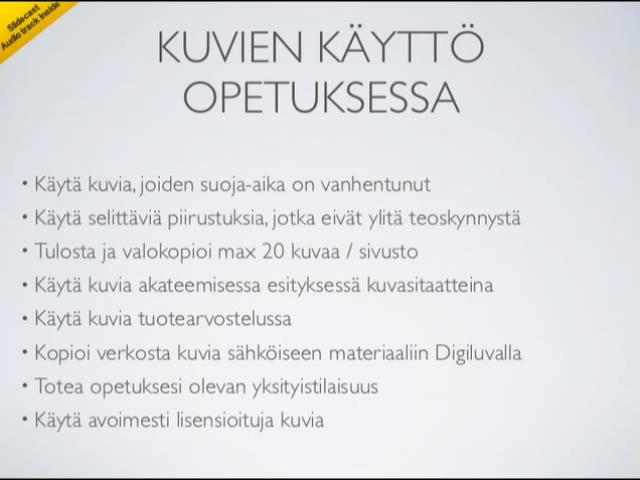 Slidecast
Audio track inside
KUVIEN KÄYTTÖ
OPETUKSESSA
• Käytä kuvia, joiden suoja-aika on vanhentunut
• Käytä selittäviä piirustuksia, jotka eivät ylitä teoskynnystä
• Tulosta ja valokopioi max 20 kuvaa / sivusto
• Käytä kuvia akateemisessa esityksessä kuvasitaatteina
• Käytä kuvia tuotearvostelussa
• Kopioi verkosta kuvia sähköiseen materiaaliin Digiluvalla
• Totea opetuksesi olevan yksityistilaisuus
• Käytä avoimesti lisensioituja kuvia